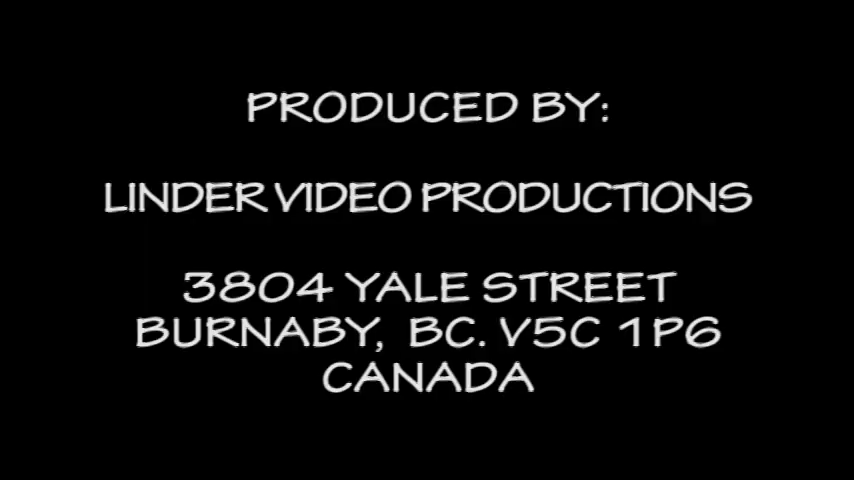 PRODUCED BY:
LINDER VIDEO PRODUCTIONS
3804 YALE STREET
BURNABY, BC. V5C 1P6
CANADA